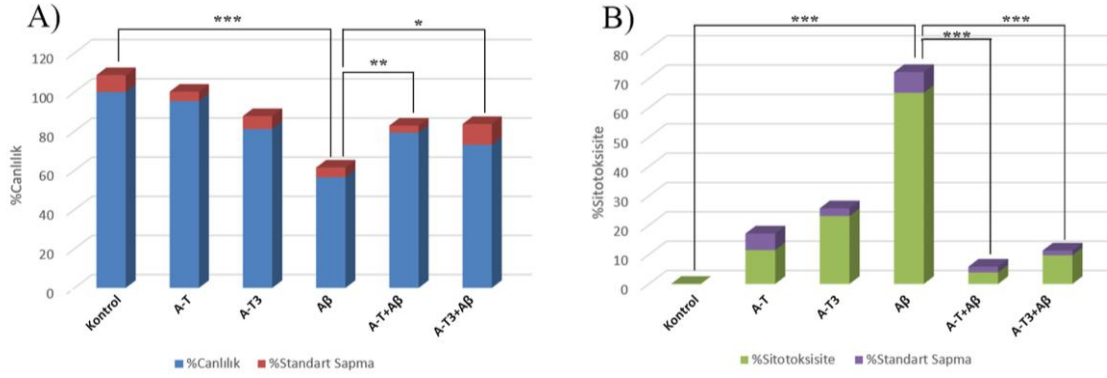 A)
***
*
**
120
100
80
60
40
20
0
%Canlılık
Kontrol
A-T
A-T3
Aβ
A-T+Aβ
A-T3+Aβ
%Canlılık
%Standart Sapma
B)
***
***
***
80
70
60
50
40
30
20
10
0
%Sitotoksisite
Kontrol
A-T
A-T3
Aβ
A-T+Aβ
A-T3+Aβ
%Sitotoksisite
%Standart Sapma